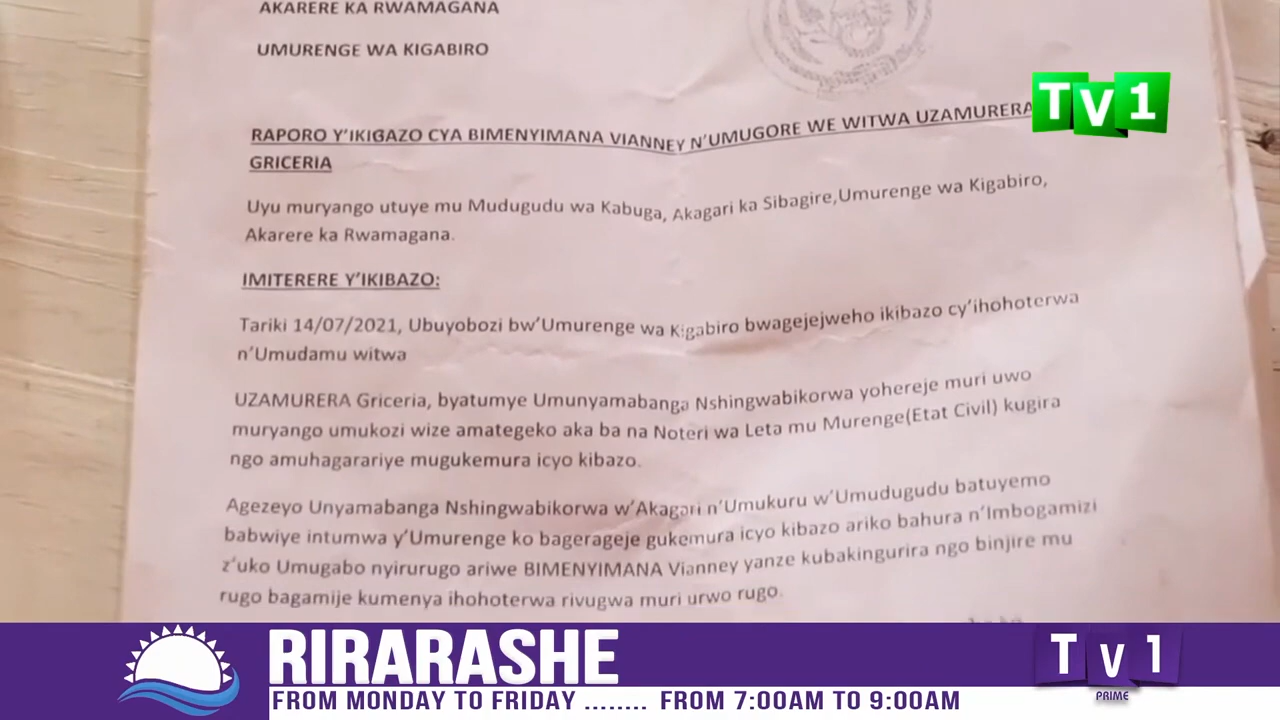 AKARERE KA RWAMAGANA
UMURENGE WA KIGABIRO
RAPORO Y'IKIGAZO CYA BIMENYIMANA VIANNEY N'UMUGORE WE WITWA UZAMURERA
GRICERIA
Uyu muryango utuye mu Mudugudu wa Kabuga, Akagari ka Sibagire,Umurenge wa Kigabiro,
Akarere ka Rwamagana.
IMITERERE Y'IKIBAZO:
Tariki 14/07/2021, Ubuyobozi bw'Umurenge wa Kigabiro bwagejejweho ikibazo cy'ihohoterwa
n'Umudamu witwa
UZAMURERA Griceria, byatumye Umunyamabanga Nshingwabikorwa yohereje muri uwo
muryango umukozi wize amategeko aka ba na Noteri wa Leta mu Murenge(Etat Civil) kugira
ngo amuhagarariye mugukemura icyo kibazo.
Agezeyo Unyamabanga Nshingwabikorwa w'Akagari n'Umukuru w'Umudugudu batuyemo
babwiye intumwa y'Umurenge ko bagerageje gukemura icyo kibazo ariko bahura n'Imbogamizi
z'uko Umugabo nyirurugo ariwe BIMENYIMANA Vianney yanze kubakingurira ngo binjire mu
rugo bagamije kumenya ihohoterwa rivugwa muri urwo rugo.
TV1
RIRARASHE
FROM MONDAY TO FRIDAY ........ FROM 7:00AM TO 9:00AM
TV1
PRIME